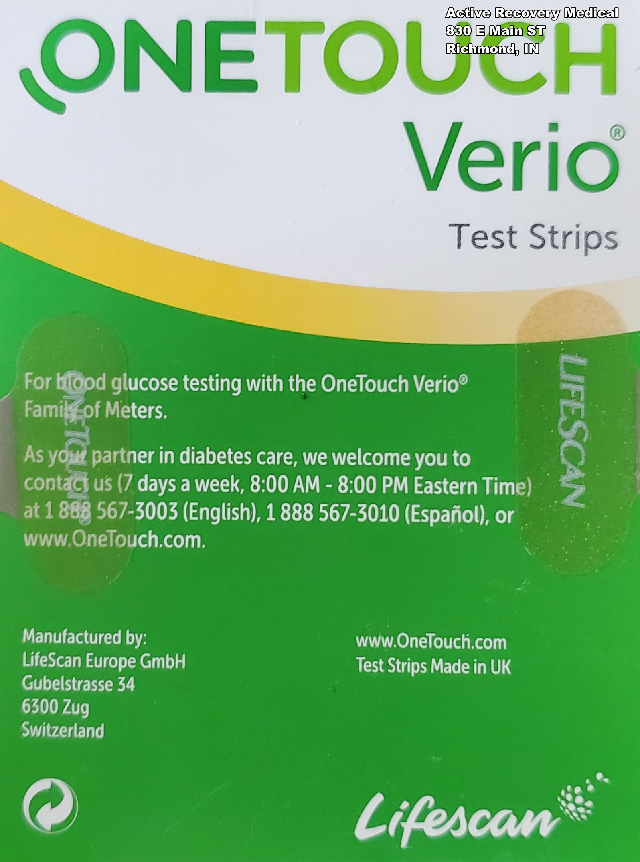 Active Recovery Medical
830 E Main ST
Richmond, IN
ONETOUCH
Verio®
Test Strips
For blood glucose testing with the OneTouch Verio®
Family of Meters.
As your partner in diabetes care, we welcome you to
contact us (7 days a week, 8:00 AM - 8:00 PM Eastern Time)
at 1 888 567-3003 (English), 1 888 567-3010 (Español), or
www.OneTouch.com.
ONETOUCH®
LIFESCAN
Manufactured by:
LifeScan Europe GmbH
Gubelstrasse 34
6300 Zug
Switzerland
www.OneTouch.com
Test Strips Made in UK
Lifescan